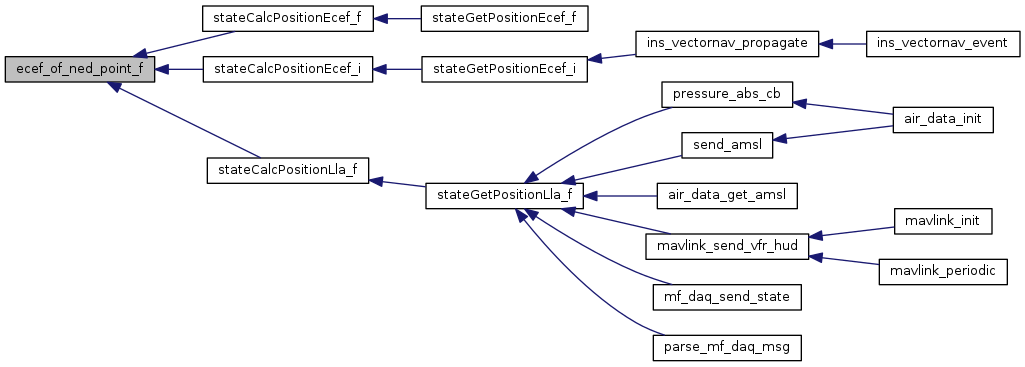 ecef_of_ned_point_f
stateCalcPositionEcef_f
stateGetPositionEcef_f
stateCalcPositionEcef_i
stateGetPositionEcef_i
ins_vectornav_propagate
ins_vectornav_event
stateCalcPositionLla_f
stateGetPositionLla_f
pressure_abs_cb
air_data_init
send_amsl
air_data_get_amsl
mavlink_send_vfr_hud
mavlink_init
mavlink_periodic
mf_daq_send_state
parse_mf_daq_msg